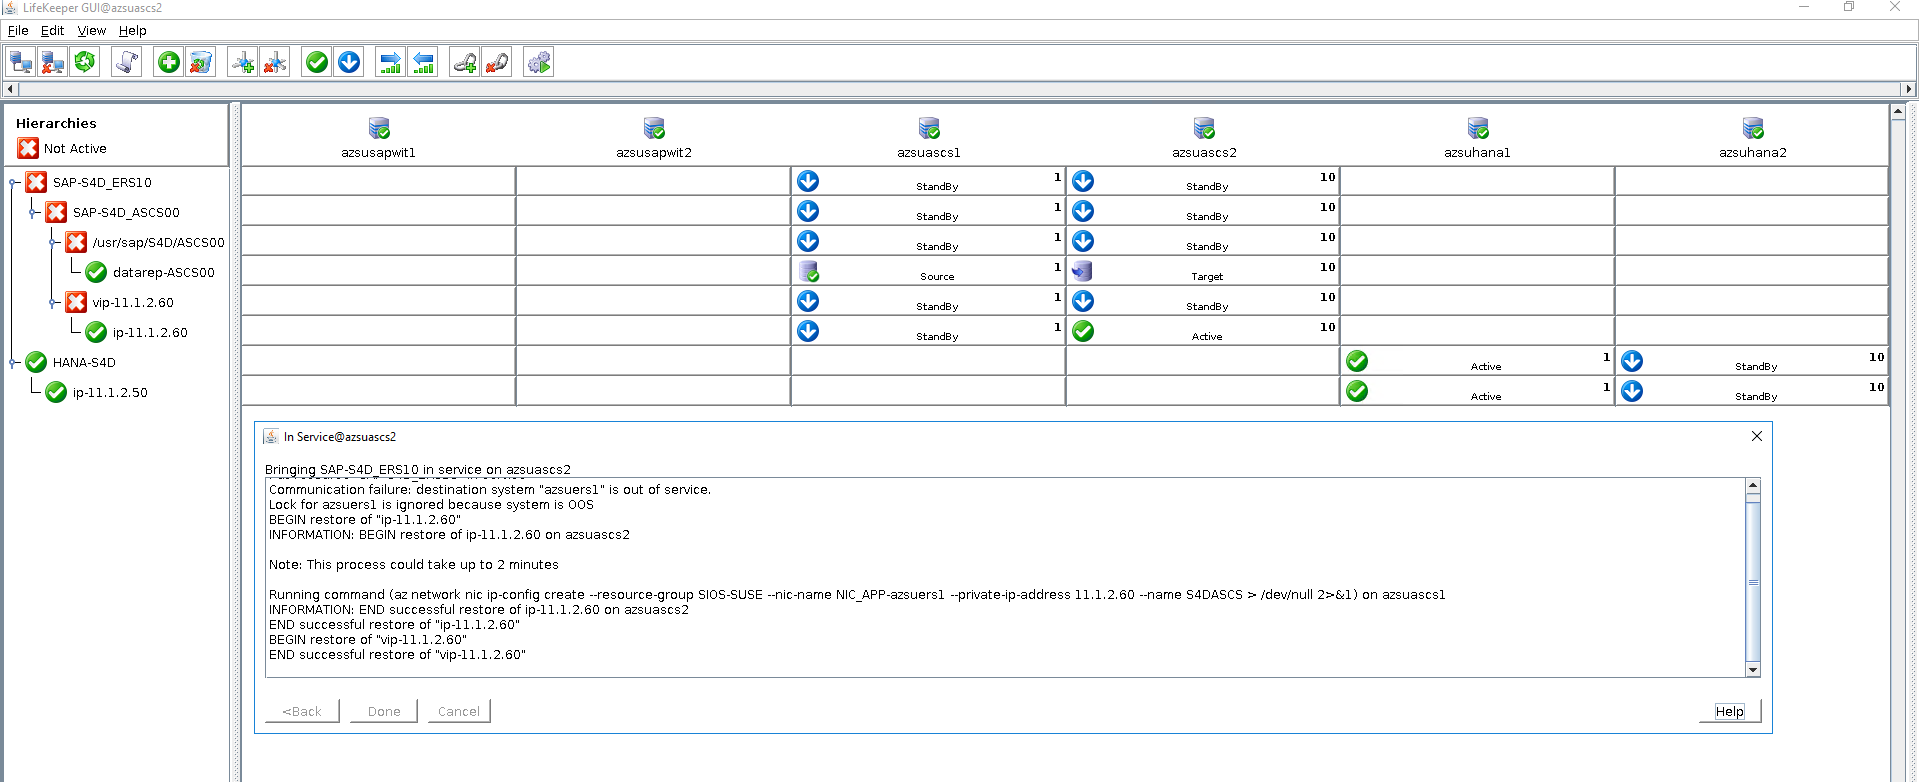 LifeKeeper GUI@azsuascs2
File Edit View Help
Hierarchies
Not Active
azsusapwit1 azsusapwit2 azsuascs1 azsuascs2 azsuhana1 azsuhana2
SAP-S4D_ERS10 StandBy 1 StandBy 10
SAP-S4D_ASCS00 StandBy 1 StandBy 10
/usr/sap/S4D/ASCS00 StandBy 1 StandBy 10
datarep-ASCS00 Source 1 Target 10
vip-11.1.2.60 StandBy 1 StandBy 10
ip-11.1.2.60 StandBy 1 Active 10
HANA-S4D Active 1 StandBy 10
ip-11.1.2.50 Active 1 StandBy 10
In Service@azsuascs2
Bringing SAP-S4D_ERS10 in service on azsuascs2
Communication failure: destination system "azsuers1" is out of service.
Lock for azsuers1 is ignored because system is OOS
BEGIN restore of "ip-11.1.2.60"
INFORMATION: BEGIN restore of ip-11.1.2.60 on azsuascs2
Note: This process could take up to 2 minutes
Running command (az network nic ip-config create --resource-group SIOS-SUSE --nic-name NIC_APP-azsuers1 --private-ip-address 11.1.2.60 --name S4DASCS > /dev/null 2>&1) on azsuascs1
INFORMATION: END successful restore of ip-11.1.2.60 on azsuascs2
END successful restore of "ip-11.1.2.60"
BEGIN restore of "vip-11.1.2.60"
END successful restore of "vip-11.1.2.60"
<Back Done Cancel Help